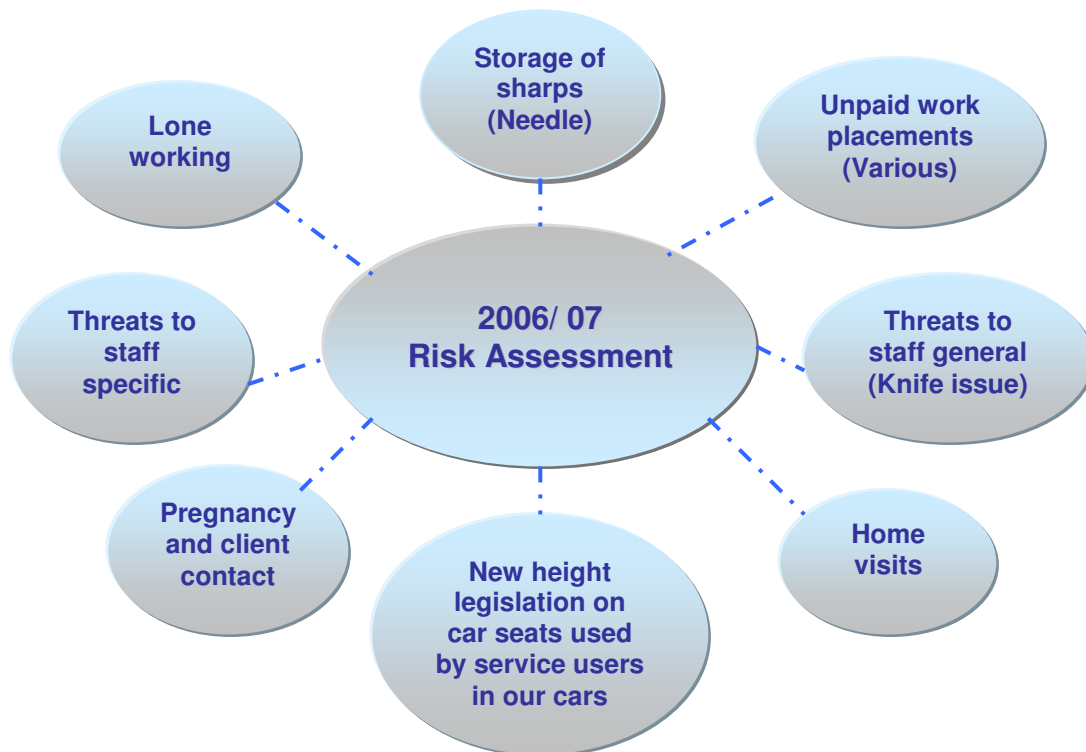 Storage of
sharps
(Needle)
Lone
working
Unpaid work
placements
(Various)
2006/ 07
Risk Assessment
Threats to
staff
specific
Threats to
staff general
(Knife issue)
Pregnancy
and client
contact
New height
legislation on
car seats used
by service users
in our cars
Home
visits